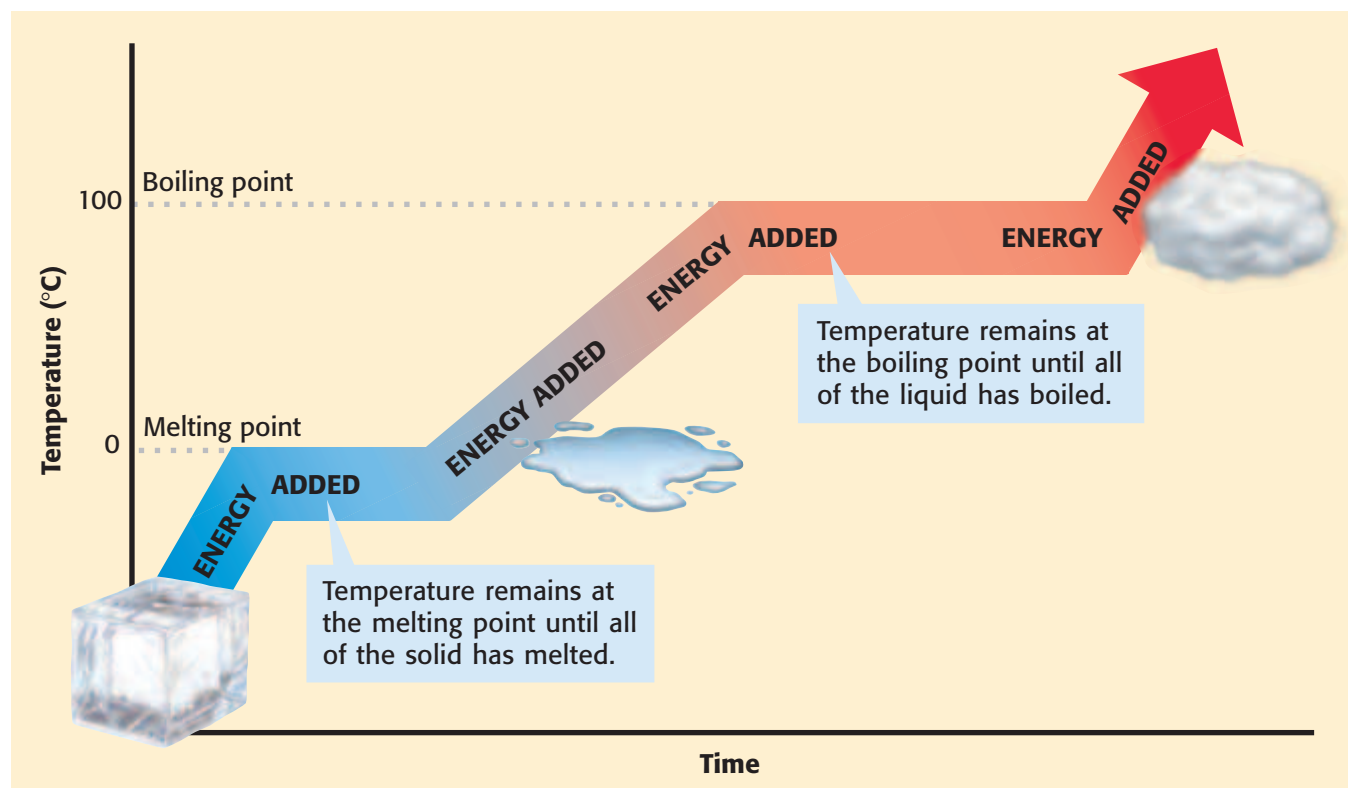 Boiling point
100
ADDED
ENERGY ADDED
ENERGY
Temperature (°C)
Temperature remains at
the boiling point until all
of the liquid has boiled.
ENERGY ADDED
Melting point
0
ENERGY ADDED
Temperature remains at
the melting point until all
of the solid has melted.
Time